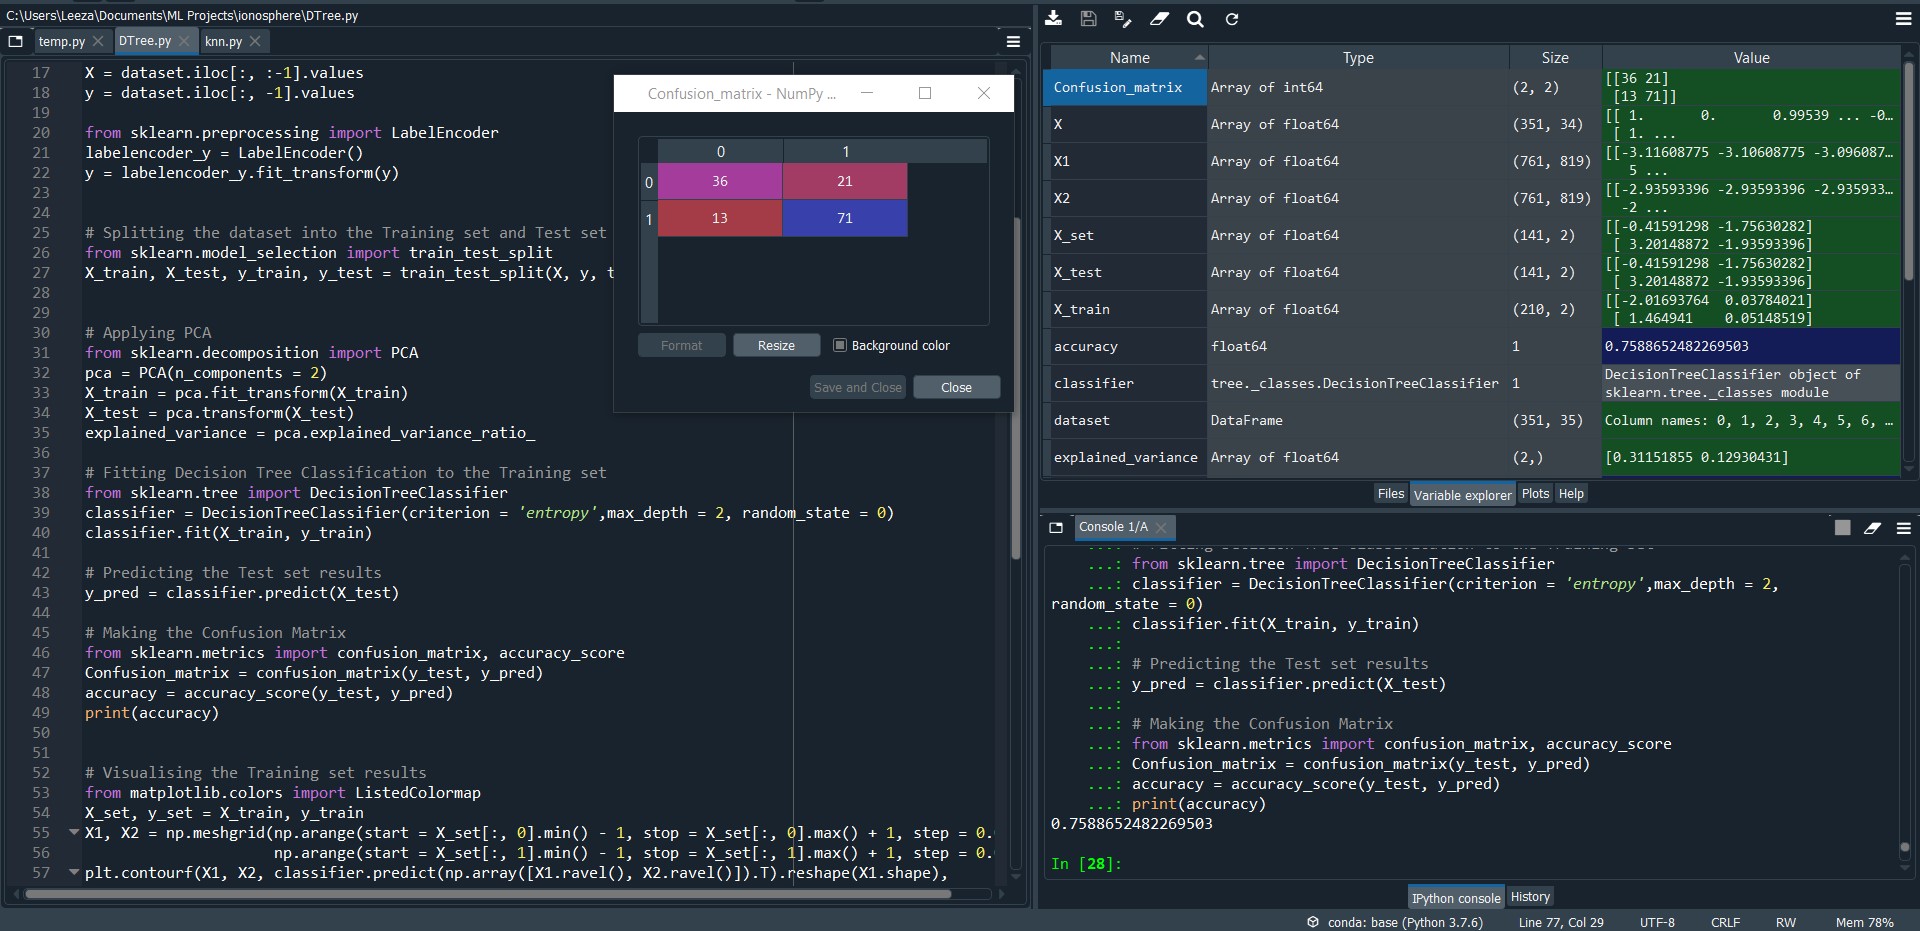 C:\Users\Leeza\Documents\ML Projects\ionosphere\DTree.py
temp.py
DTree.py
knn.py
17 X = dataset.iloc[:, :-1].values
18 y = dataset.iloc[:, -1].values
19
20 from sklearn.preprocessing import LabelEncoder
21 labelencoder_y = LabelEncoder()
22 y = labelencoder_y.fit_transform(y)
23
24
25 # Splitting the dataset into the Training set and Test set
26 from sklearn.model_selection import train_test_split
27 X_train, X_test, y_train, y_test = train_test_split(X, y, t
28
29
30 # Applying PCA
31 from sklearn.decomposition import PCA
32 pca = PCA(n_components = 2)
33 X_train = pca.fit_transform(X_train)
34 X_test = pca.transform(X_test)
35 explained_variance = pca.explained_variance_ratio_
36
37 # Fitting Decision Tree Classification to the Training set
38 from sklearn.tree import DecisionTreeClassifier
39 classifier = DecisionTreeClassifier(criterion = 'entropy',max_depth = 2, random_state = 0)
40 classifier.fit(X_train, y_train)
41
42 # Predicting the Test set results
43 y_pred = classifier.predict(X_test)
44
45 # Making the Confusion Matrix
46 from sklearn.metrics import confusion_matrix, accuracy_score
47 Confusion_matrix = confusion_matrix(y_test, y_pred)
48 accuracy = accuracy_score(y_test, y_pred)
49 print(accuracy)
50
51
52 # Visualising the Training set results
53 from matplotlib.colors import ListedColormap
54 X_set, y_set = X_train, y_train
55 X1, X2 = np.meshgrid(np.arange(start = X_set[:, 0].min() - 1, stop = X_set[:, 0].max() + 1, step = 0.
56 np.arange(start = X_set[:, 1].min() - 1, stop = X_set[:, 1].max() + 1, step = 0.
57 plt.contourf(X1, X2, classifier.predict(np.array([X1.ravel(), X2.ravel()]).T).reshape(X1.shape),
Confusion_matrix - NumPy ...
0 1
0 36 21
1 13 71
Format
Resize
Background color
Save and Close
Close
Name Type Size Value
Confusion_matrix Array of int64 (2, 2) [[36 21]
[13 71]]
X Array of float64 (351, 34) [[ 1. 0. 0.99539 ... -0…
[ 1. ...
X1 Array of float64 (761, 819) [[-3.11608775 -3.10608775 -3.096087…
5 ...
X2 Array of float64 (761, 819) [[-2.93593396 -2.93593396 -2.935933…
-2 ...
X_set Array of float64 (141, 2) [[-0.41591298 -1.75630282]
[ 3.20148872 -1.93593396]
X_test Array of float64 (141, 2) [[-0.41591298 -1.75630282]
[ 3.20148872 -1.93593396]
X_train Array of float64 (210, 2) [[-2.01693764 0.03784021]
[ 1.464941 0.05148519]
accuracy float64 1 0.7588652482269503
classifier tree._classes.DecisionTreeClassifier 1 DecisionTreeClassifier object of
sklearn.tree._classes module
dataset DataFrame (351, 35) Column names: 0, 1, 2, 3, 4, 5, 6, …
explained_variance Array of float64 (2,) [0.31151855 0.12930431]
Files
Variable explorer
Plots
Help
Console 1/A
...: from sklearn.tree import DecisionTreeClassifier
...: classifier = DecisionTreeClassifier(criterion = 'entropy',max_depth = 2,
random_state = 0)
...: classifier.fit(X_train, y_train)
...:
...: # Predicting the Test set results
...: y_pred = classifier.predict(X_test)
...:
...: # Making the Confusion Matrix
...: from sklearn.metrics import confusion_matrix, accuracy_score
...: Confusion_matrix = confusion_matrix(y_test, y_pred)
...: accuracy = accuracy_score(y_test, y_pred)
...: print(accuracy)
0.7588652482269503
In [28]:
IPython console
History
conda: base (Python 3.7.6) Line 77, Col 29 UTF-8 CRLF RW Mem 78%